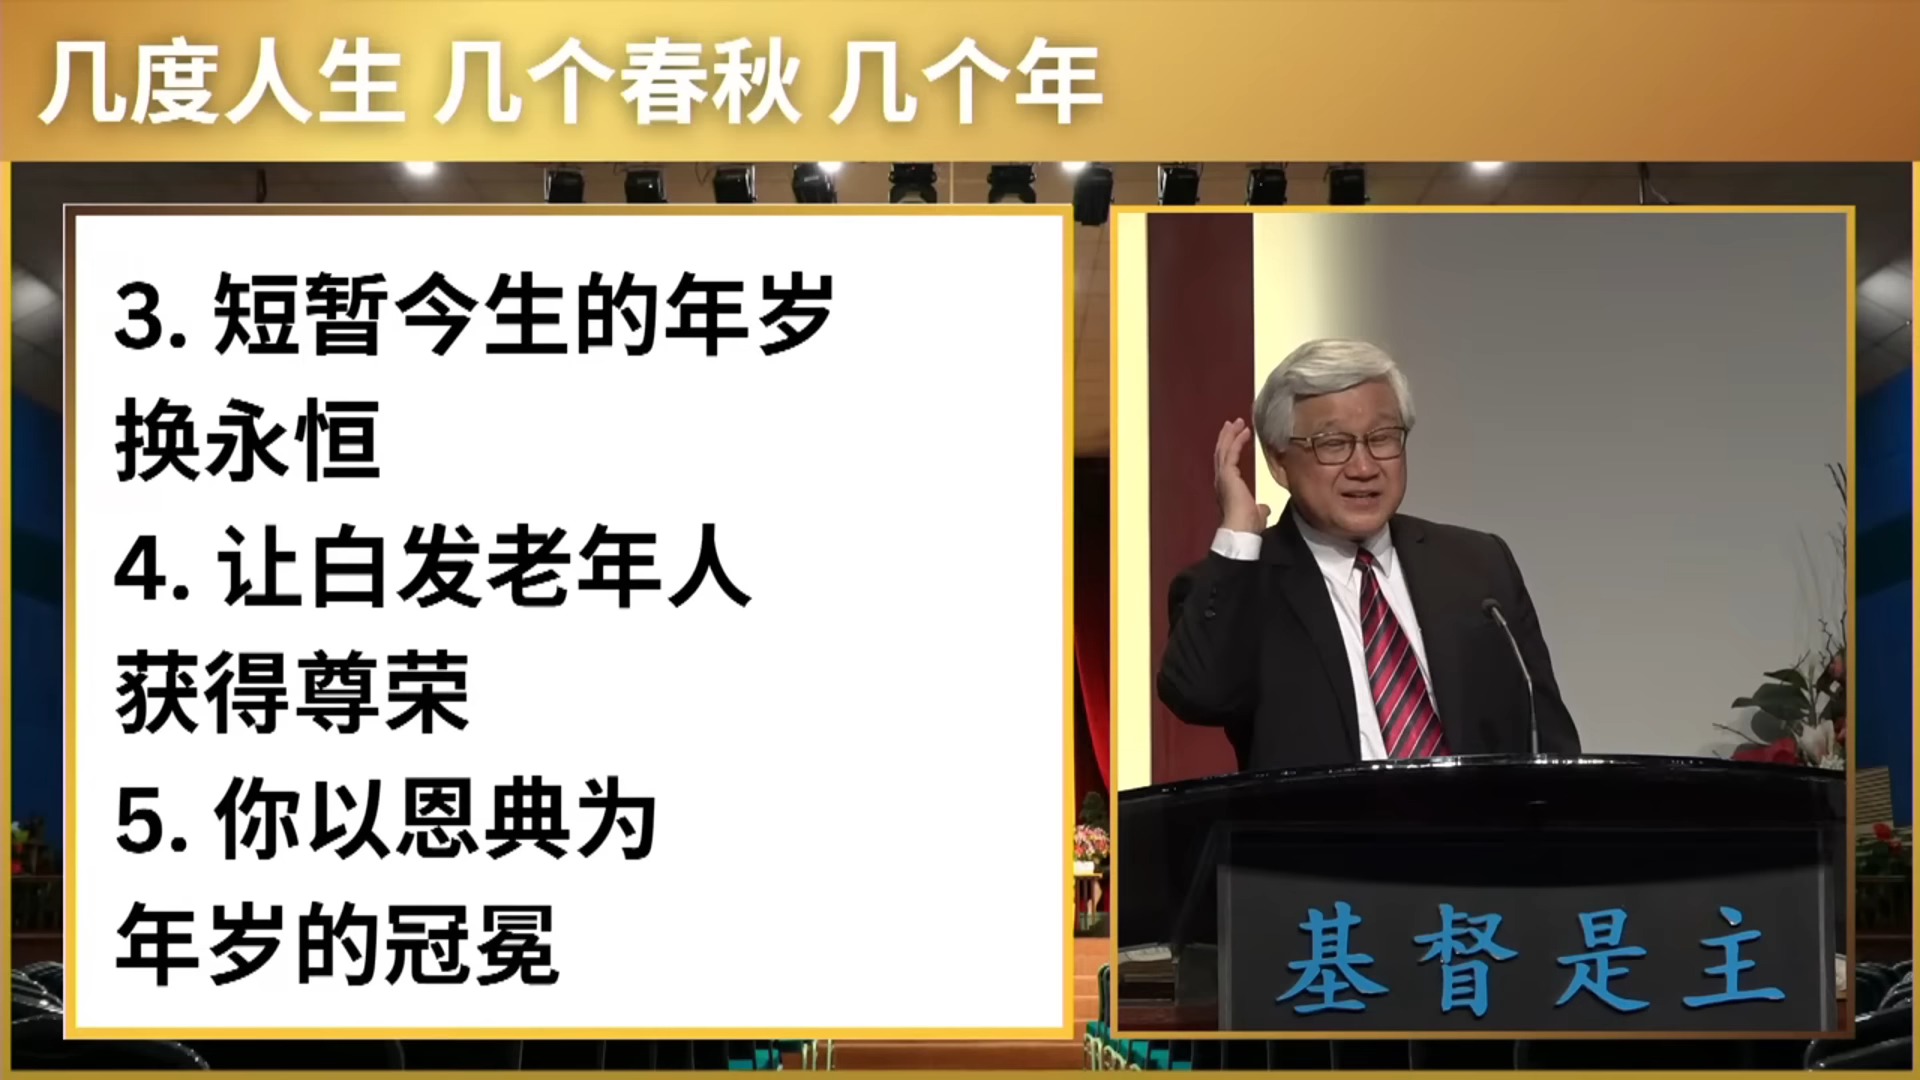 几度人生 几个春秋 几个年
3. 短暂今生的年岁
换永恒
4. 让白发老年人
获得尊荣
5. 你以恩典为
年岁的冠冕
基督是主